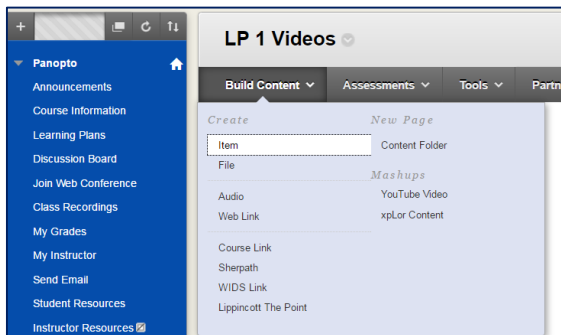 Panopto
Announcements
Course Information
Learning Plans
Discussion Board
Join Web Conference
Class Recordings
My Grades
My Instructor
Send Email
Student Resources
Instructor Resources
LP 1 Videos
Build Content
Assessments
Tools
Partn
Create
Item
File
Audio
Web Link
Course Link
Sherpath
WIDS Link
Lippincott The Point
New Page
Content Folder
Mashups
YouTube Video
xpLor Content